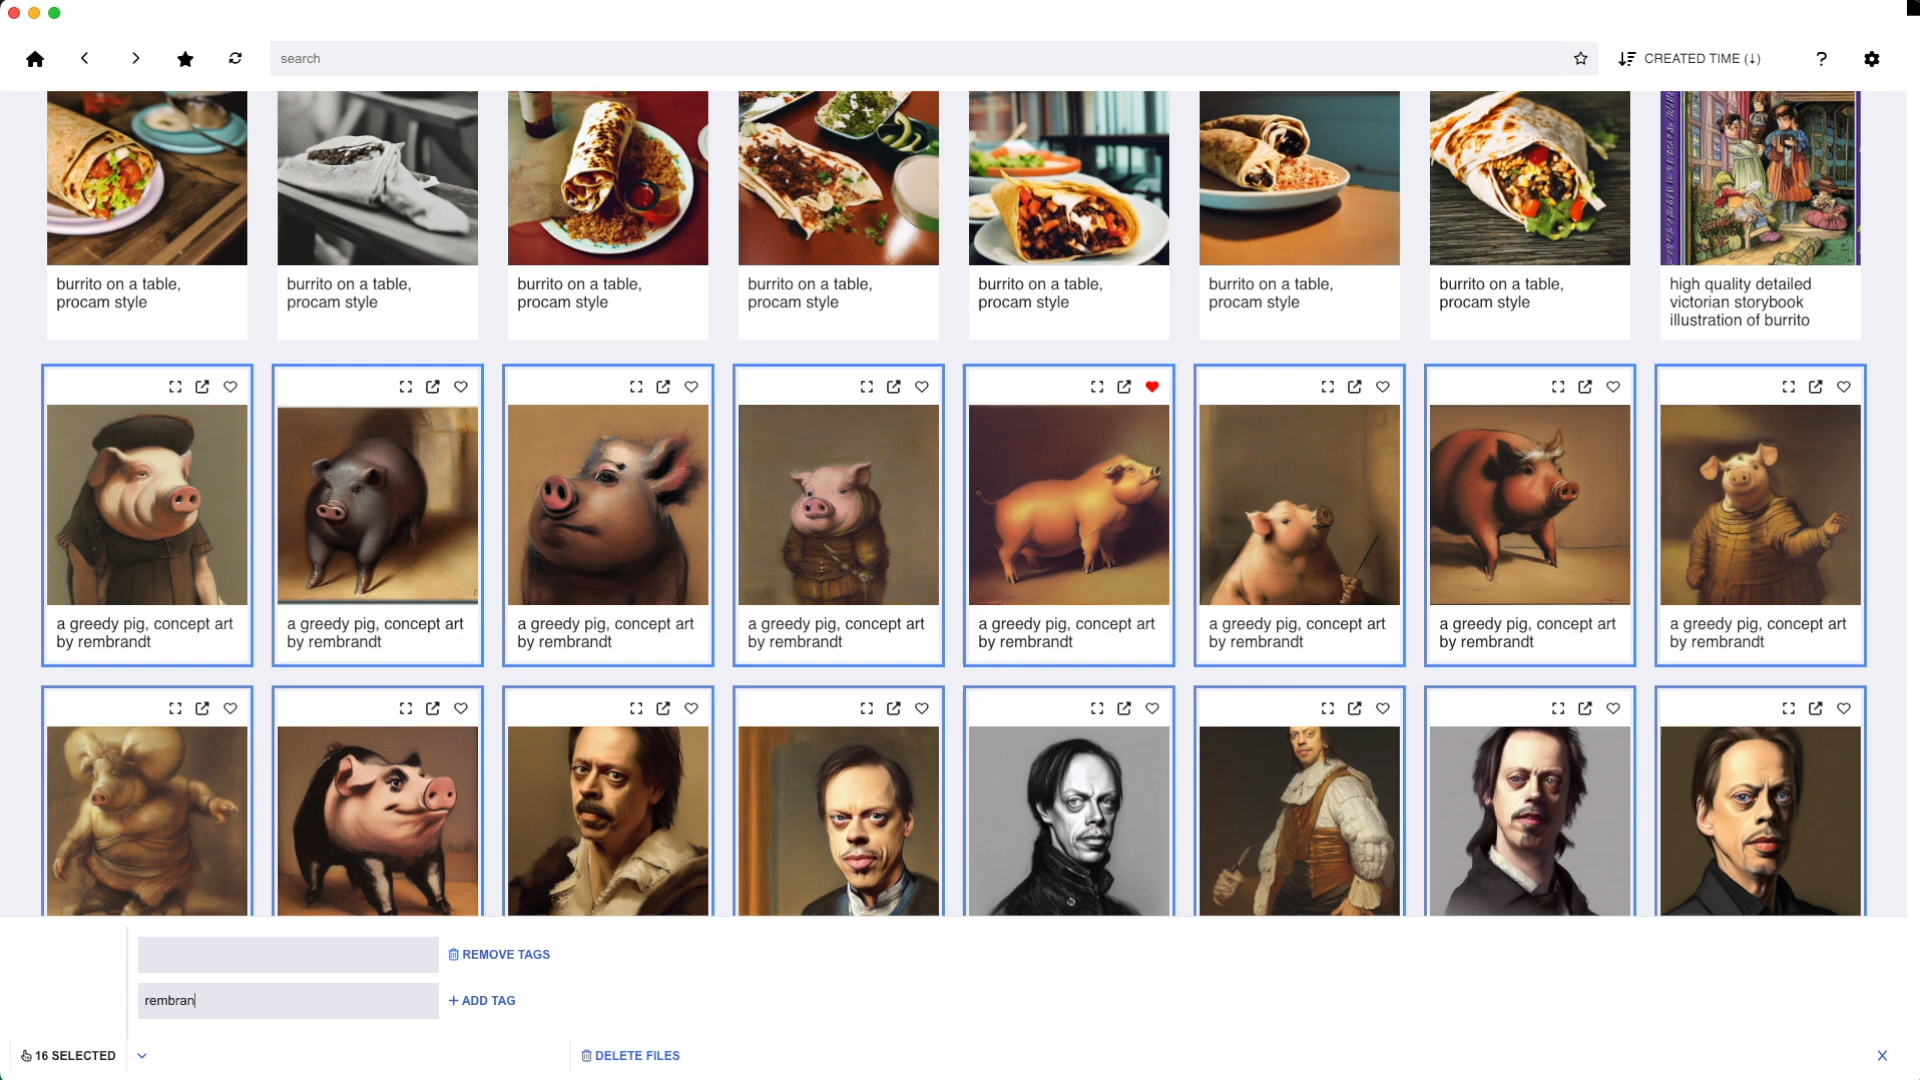 search
CREATED TIME (↓)
?
burrito on a table,
procam style
burrito on a table,
procam style
burrito on a table,
procam style
burrito on a table,
procam style
burrito on a table,
procam style
burrito on a table,
procam style
burrito on a table,
procam style
high quality detailed
victorian storybook
illustration of burrito
a greedy pig, concept art
by rembrandt
a greedy pig, concept art
by rembrandt
a greedy pig, concept art
by rembrandt
a greedy pig, concept art
by rembrandt
a greedy pig, concept art
by rembrandt
a greedy pig, concept art
by rembrandt
a greedy pig, concept art
by rembrandt
a greedy pig, concept art
by rembrandt
REMOVE TAGS
rembran
+ ADD TAG
16 SELECTED
DELETE FILES
X